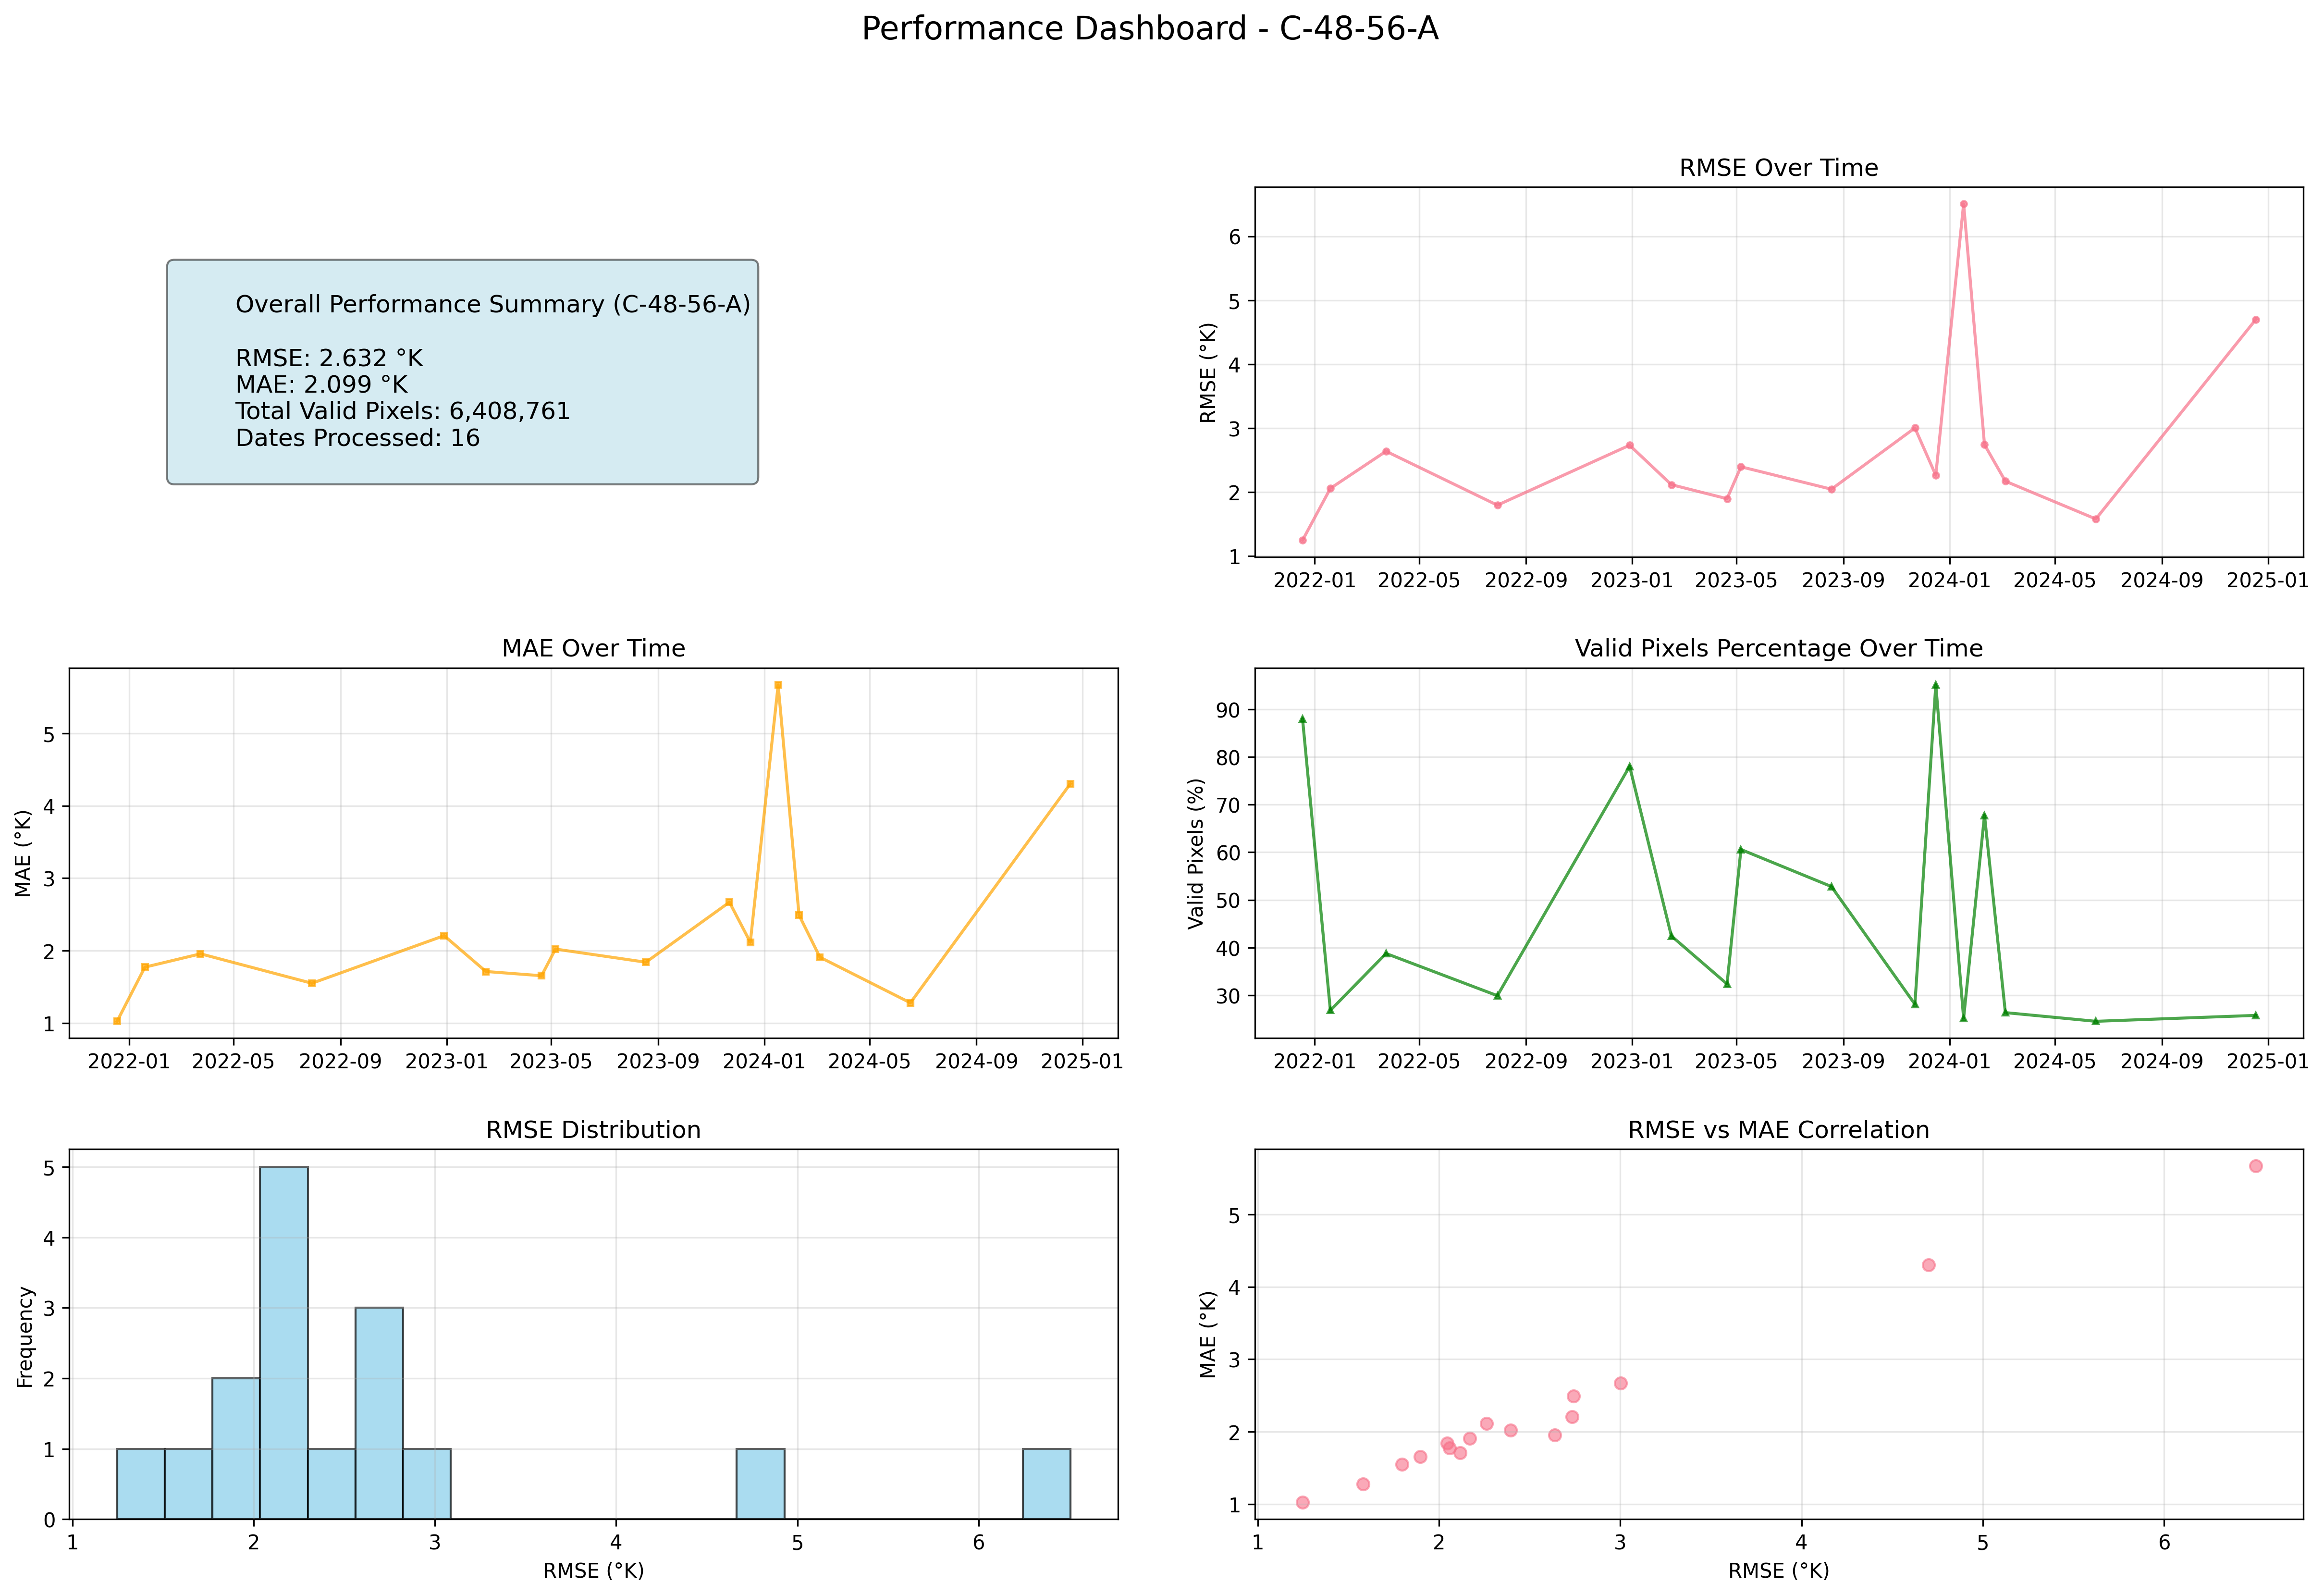 Performance Dashboard - C-48-56-A
Overall Performance Summary (C-48-56-A)
RMSE: 2.632 °K
MAE: 2.099 °K
Total Valid Pixels: 6,408,761
Dates Processed: 16
RMSE Over Time
RMSE (°K)
6
5
4
3
2
1
2022-01 2022-05 2022-09 2023-01 2023-05 2023-09 2024-01 2024-05 2024-09 2025-01
MAE Over Time
MAE (°K)
5
4
3
2
1
2022-01 2022-05 2022-09 2023-01 2023-05 2023-09 2024-01 2024-05 2024-09 2025-01
Valid Pixels Percentage Over Time
Valid Pixels (%)
90
80
70
60
50
40
30
2022-01 2022-05 2022-09 2023-01 2023-05 2023-09 2024-01 2024-05 2024-09 2025-01
RMSE Distribution
Frequency
5
4
3
2
1
0
1 2 3 4 5 6
RMSE (°K)
RMSE vs MAE Correlation
MAE (°K)
5
4
3
2
1
1 2 3 4 5 6
RMSE (°K)